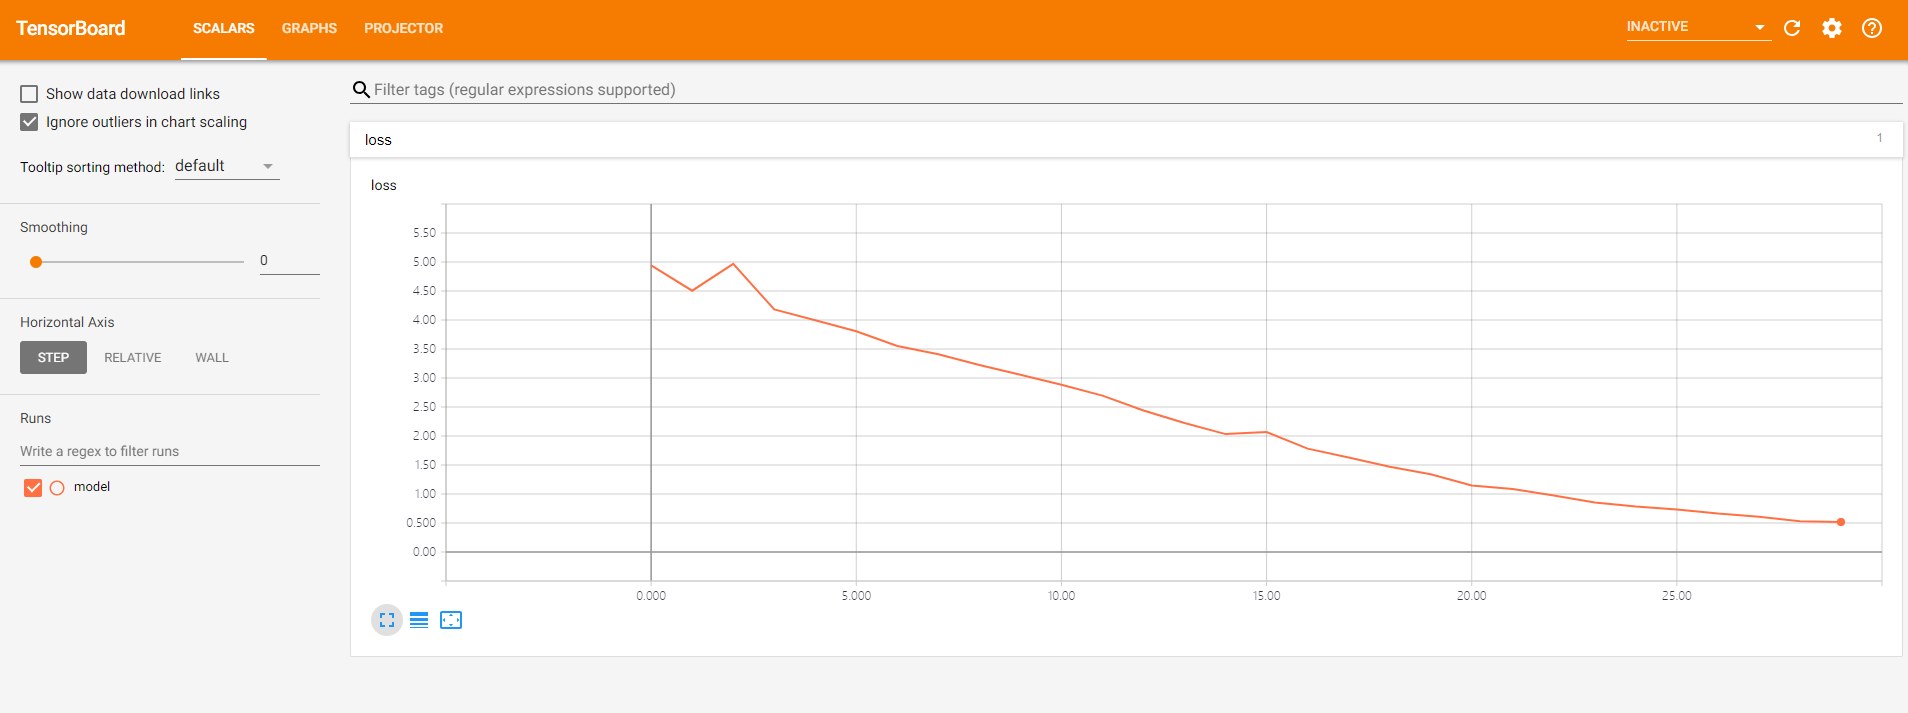 TensorBoard SCALARS GRAPHS PROJECTOR INACTIVE
Show data download links
Ignore outliers in chart scaling
Tooltip sorting method: default
Smoothing
0
Horizontal Axis
STEP RELATIVE WALL
Runs
Write a regex to filter runs
model
Filter tags (regular expressions supported)
loss 1
loss
5.50
5.00
4.50
4.00
3.50
3.00
2.50
2.00
1.50
1.00
0.500
0.00
0.000 5.000 10.00 15.00 20.00 25.00